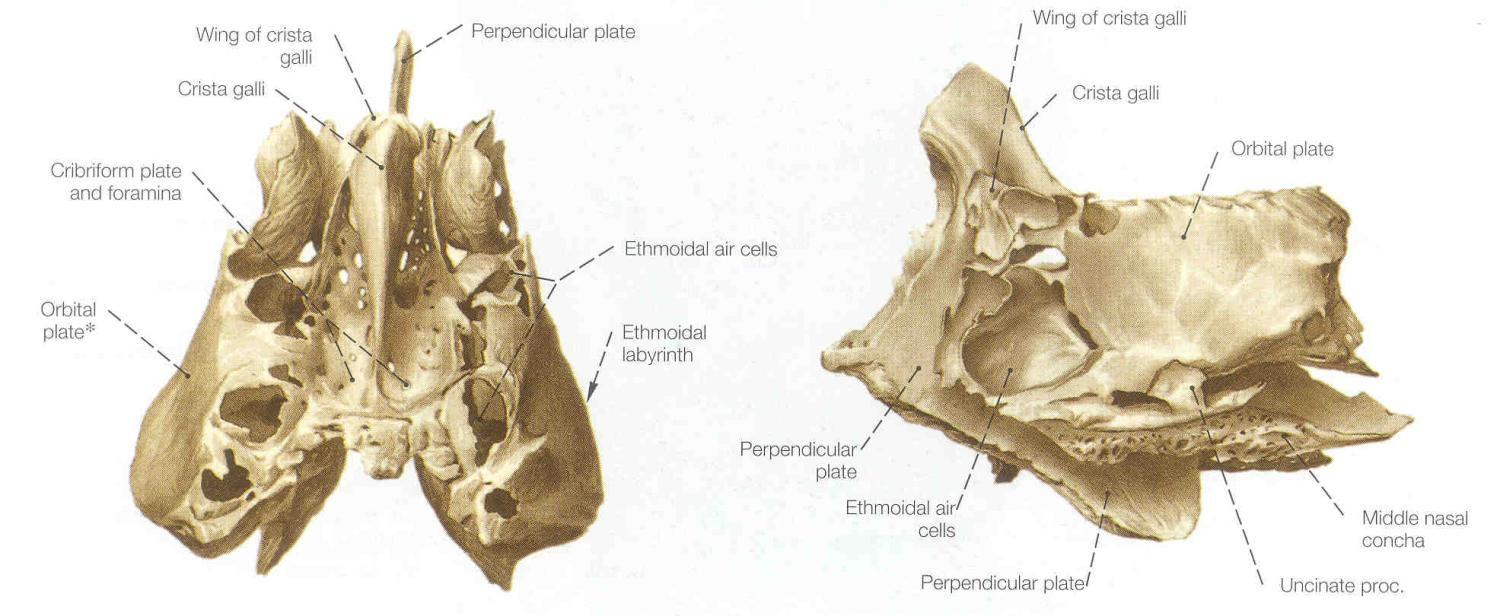 Wing of crista
galli
Perpendicular plate
Crista galli
Cribriform plate
and foramina
Ethmoidal air cells
Orbital
plate*
Ethmoidal
labyrinth
Wing of crista galli
Crista galli
Orbital plate
Perpendicular
plate
Ethmoidal air
cells
Perpendicular plate
Middle nasal
concha
Uncinate proc.